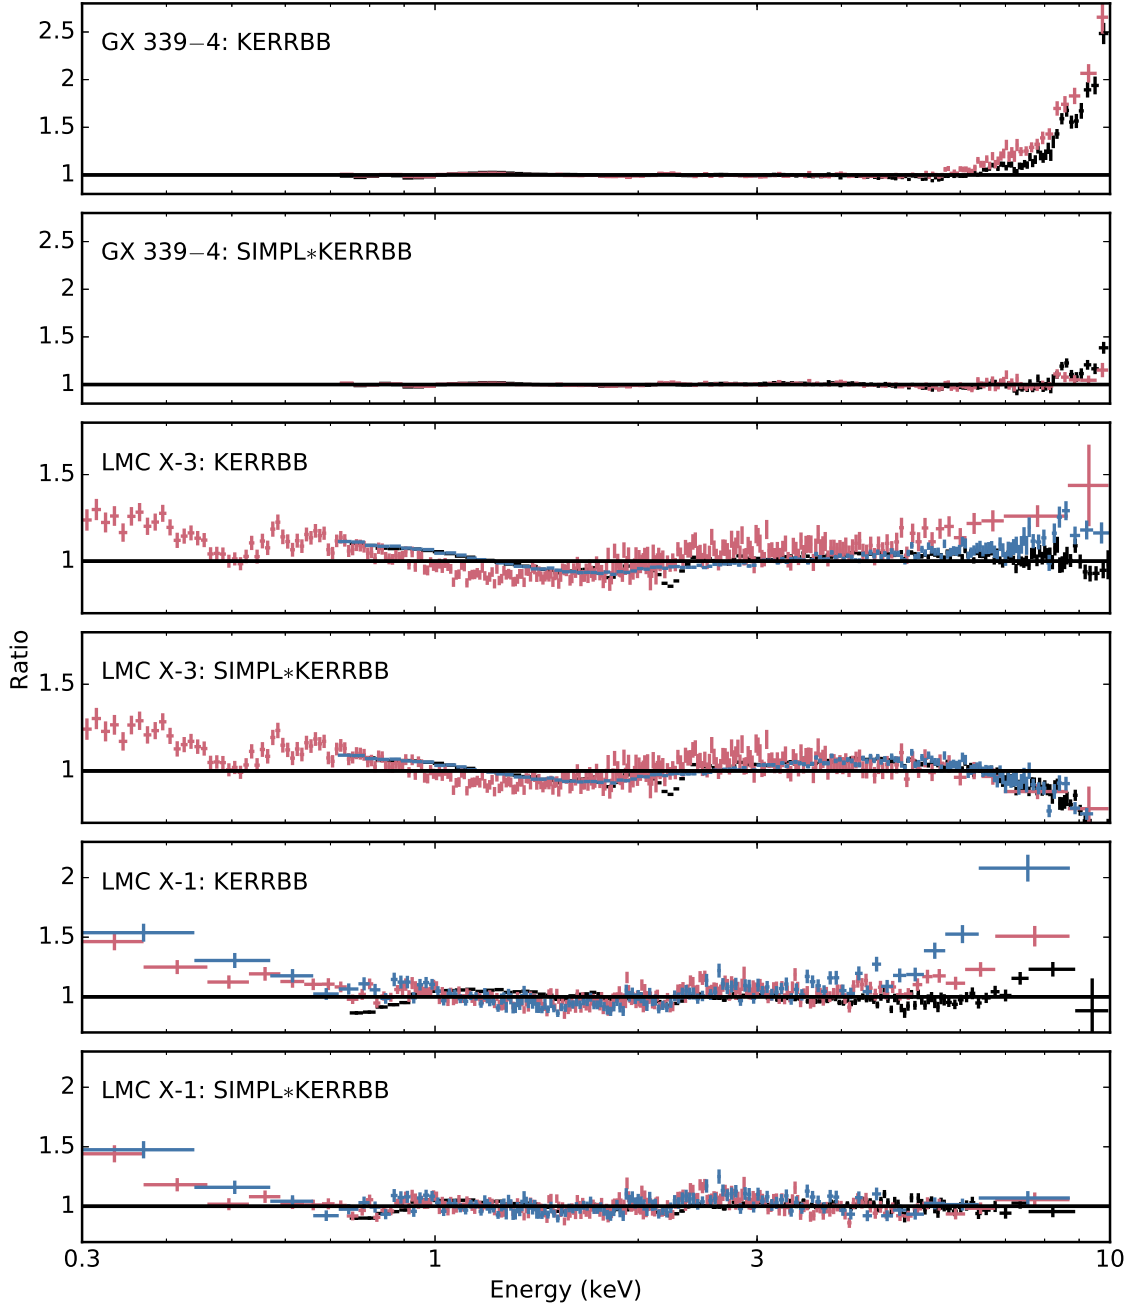 GX 339−4: KERRBB
2.5
2
1.5
1
GX 339−4: SIMPL∗KERRBB
2.5
2
1.5
1
LMC X-3: KERRBB
1.5
1
Ratio
LMC X-3: SIMPL∗KERRBB
1.5
1
LMC X-1: KERRBB
2
1.5
1
LMC X-1: SIMPL∗KERRBB
2
1.5
1
0.3 1 3 10
Energy (keV)